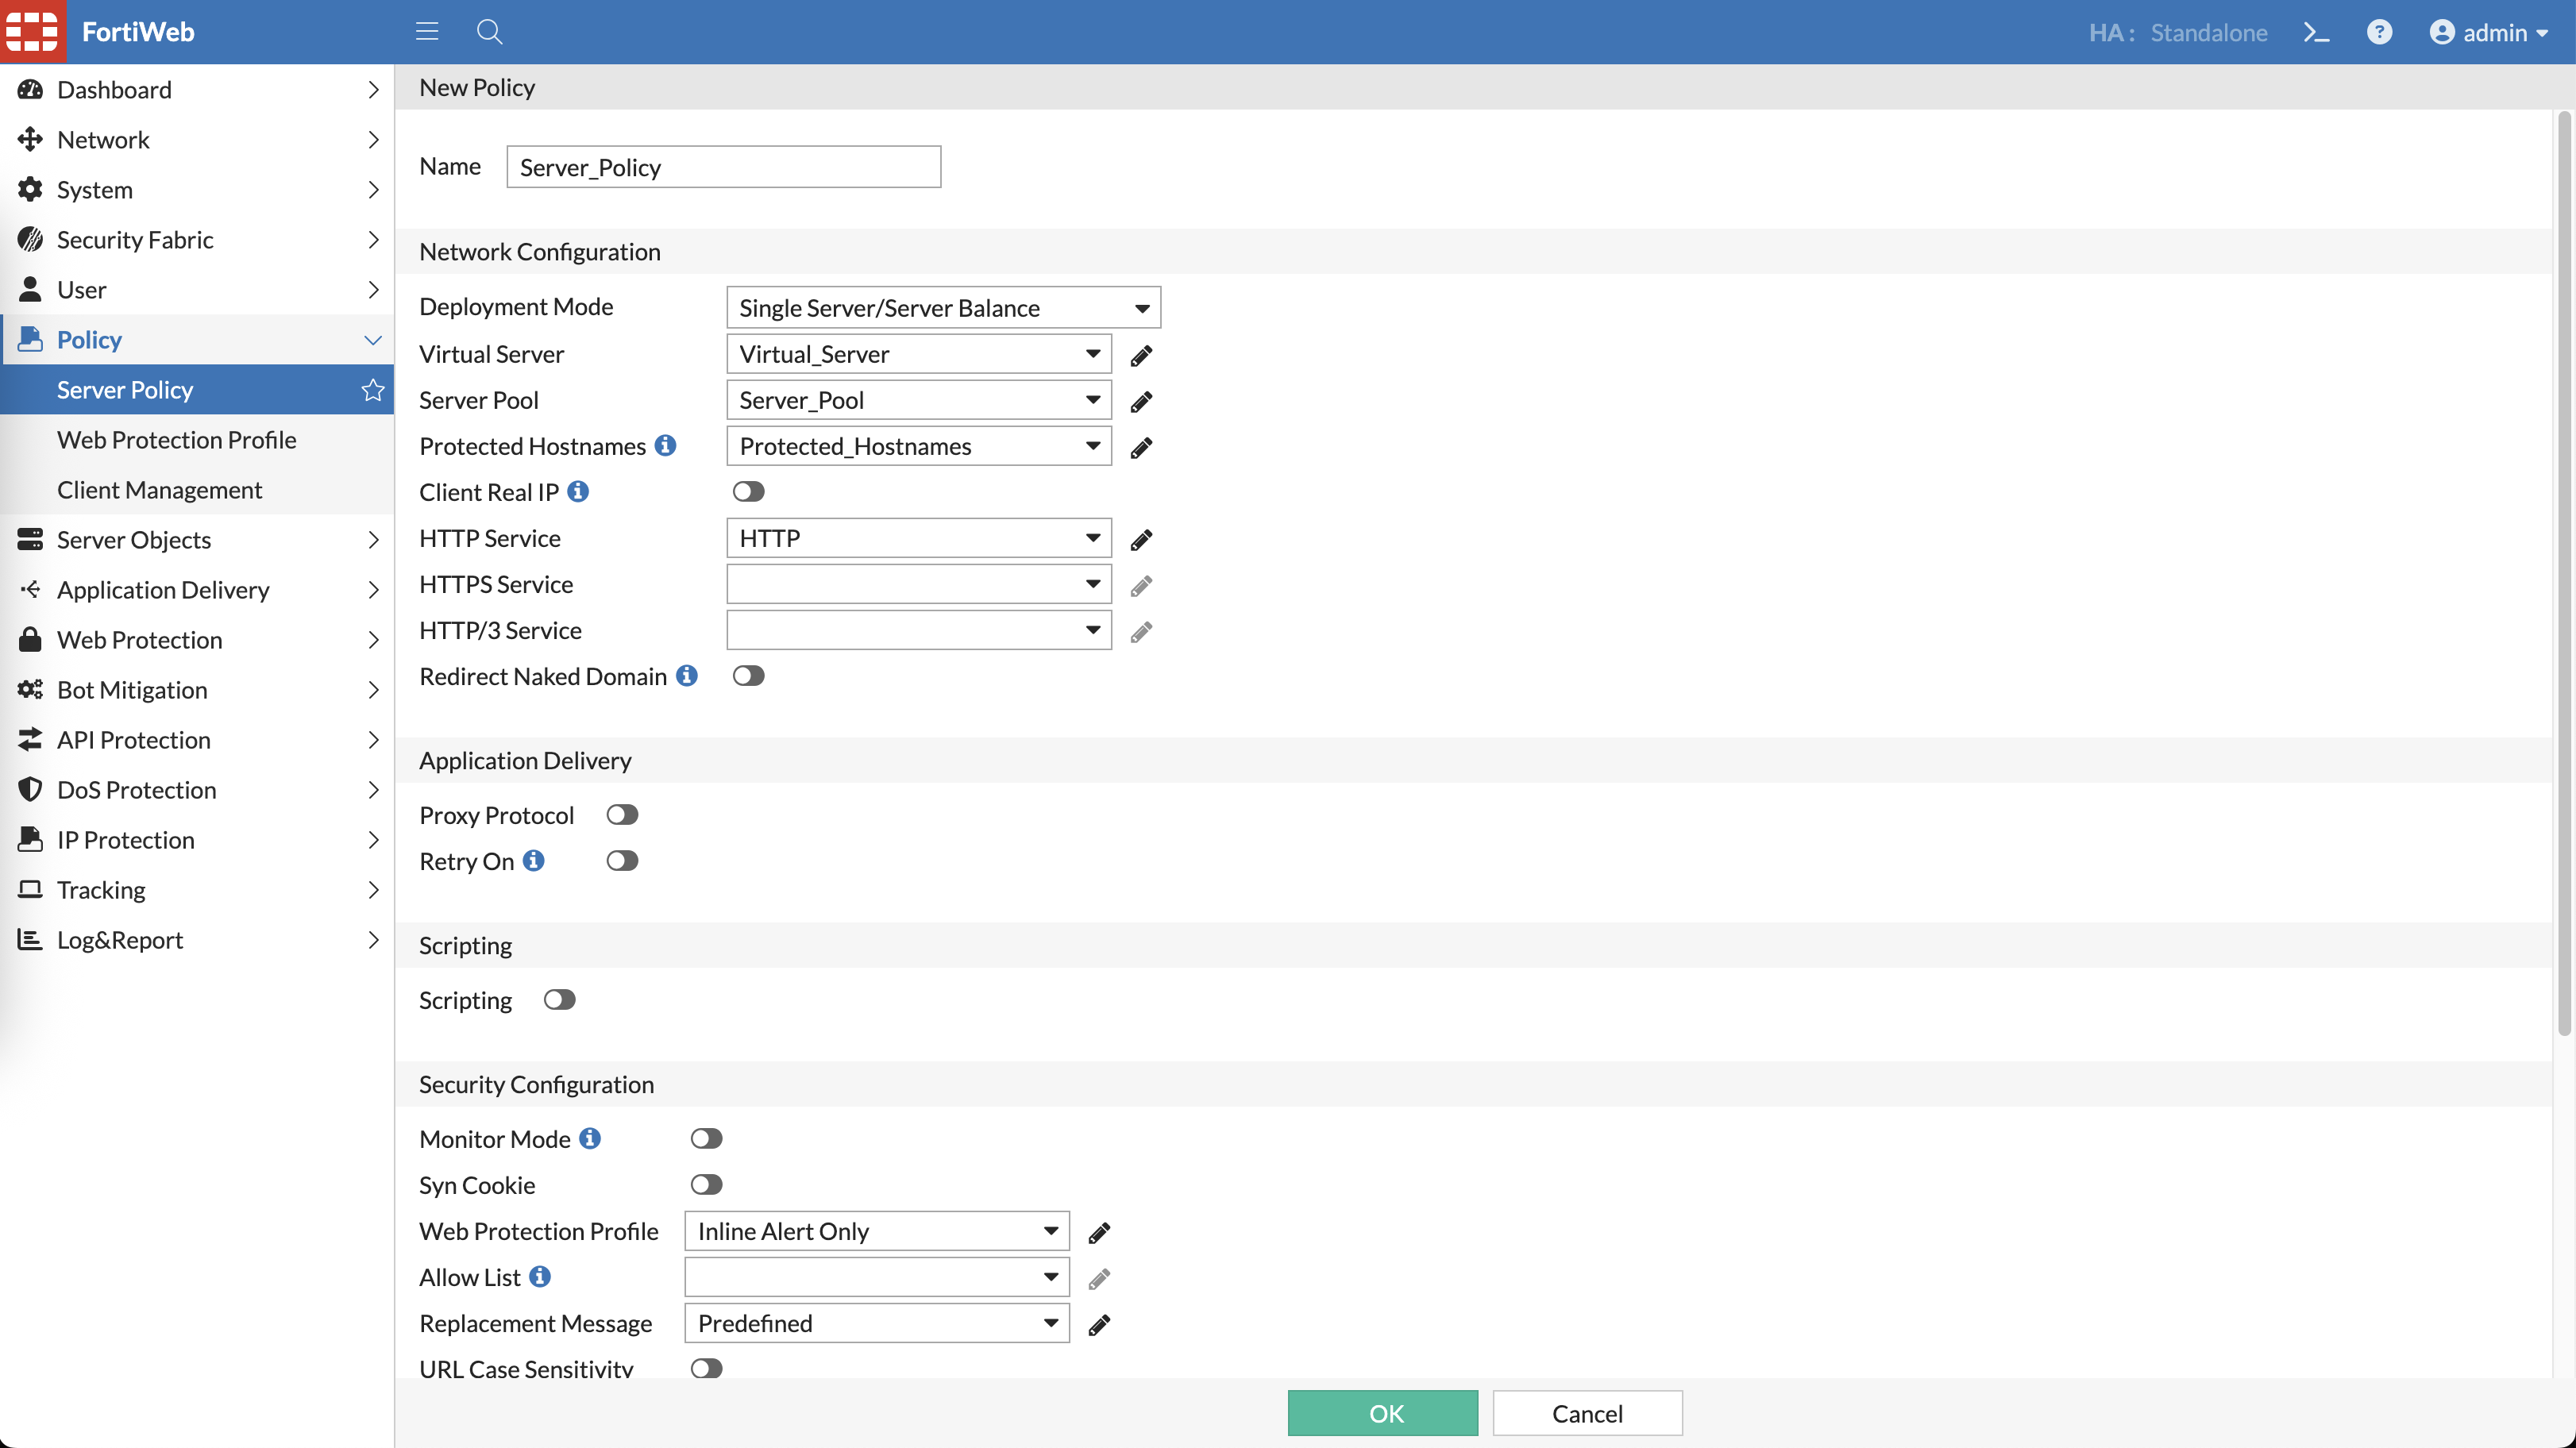 FortiWeb
HA: Standalone
admin
Dashboard
Network
System
Security Fabric
User
Policy
Server Policy
Web Protection Profile
Client Management
Server Objects
Application Delivery
Web Protection
Bot Mitigation
API Protection
DoS Protection
IP Protection
Tracking
Log&Report
New Policy
Name Server_Policy
Network Configuration
Deployment Mode Single Server/Server Balance
Virtual Server Virtual_Server
Server Pool Server_Pool
Protected Hostnames Protected_Hostnames
Client Real IP
HTTP Service HTTP
HTTPS Service
HTTP/3 Service
Redirect Naked Domain
Application Delivery
Proxy Protocol
Retry On
Scripting
Scripting
Security Configuration
Monitor Mode
Syn Cookie
Web Protection Profile Inline Alert Only
Allow List
Replacement Message Predefined
URL Case Sensitivity
OK Cancel